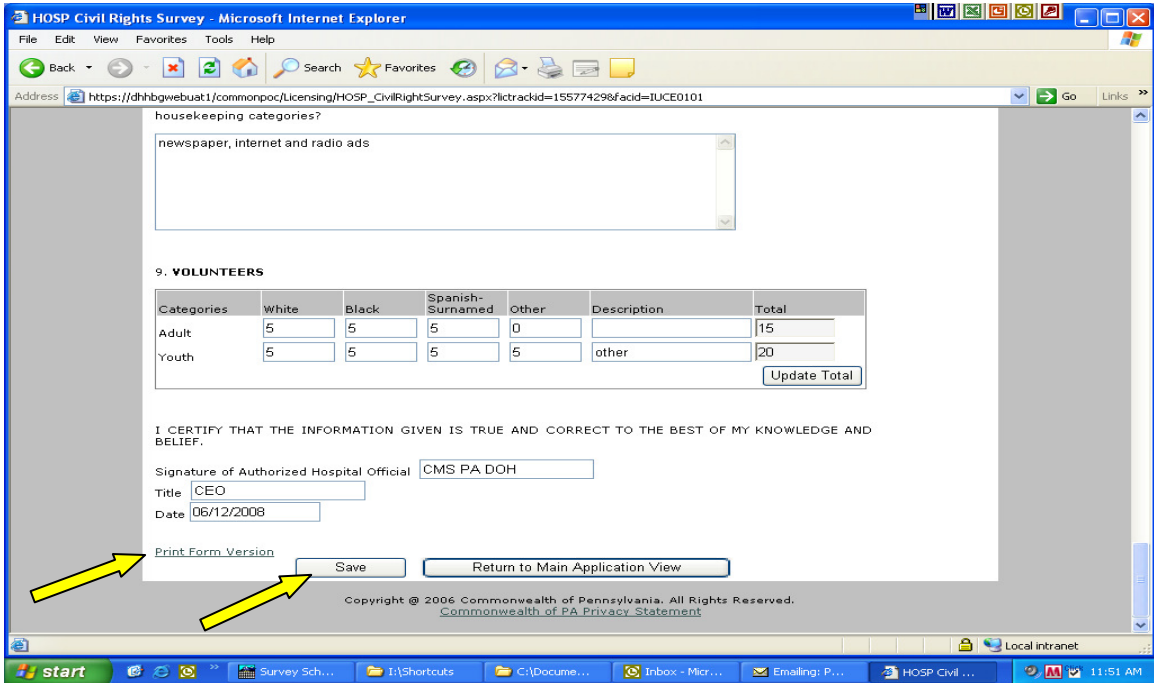 HOSP Civil Rights Survey - Microsoft Internet Explorer
File Edit View Favorites Tools Help
Back Search Favorites
Address https://dhhbgwebuat1/commonpoc/Licensing/HOSP_CivilRightSurvey.aspx?lictrackid=15577429&facid=IUCE0101 Go Links »
housekeeping categories?
newspaper, internet and radio ads
9. VOLUNTEERS
Categories White Black Spanish-Surnamed Other Description Total
Adult 5 5 5 0 15
Youth 5 5 5 5 other 20
Update Total
I CERTIFY THAT THE INFORMATION GIVEN IS TRUE AND CORRECT TO THE BEST OF MY KNOWLEDGE AND
BELIEF.
Signature of Authorized Hospital Official CMS PA DOH
Title CEO
Date 06/12/2008
Print Form Version
Save Return to Main Application View
Copyright @ 2006 Commonwealth of Pennsylvania. All Rights Reserved.
Commonwealth of PA Privacy Statement
Local intranet
start » Survey Sch... I:\Shortcuts C:\Docume... Inbox - Micr... Emailing: P... HOSP Civil ... 11:51 AM